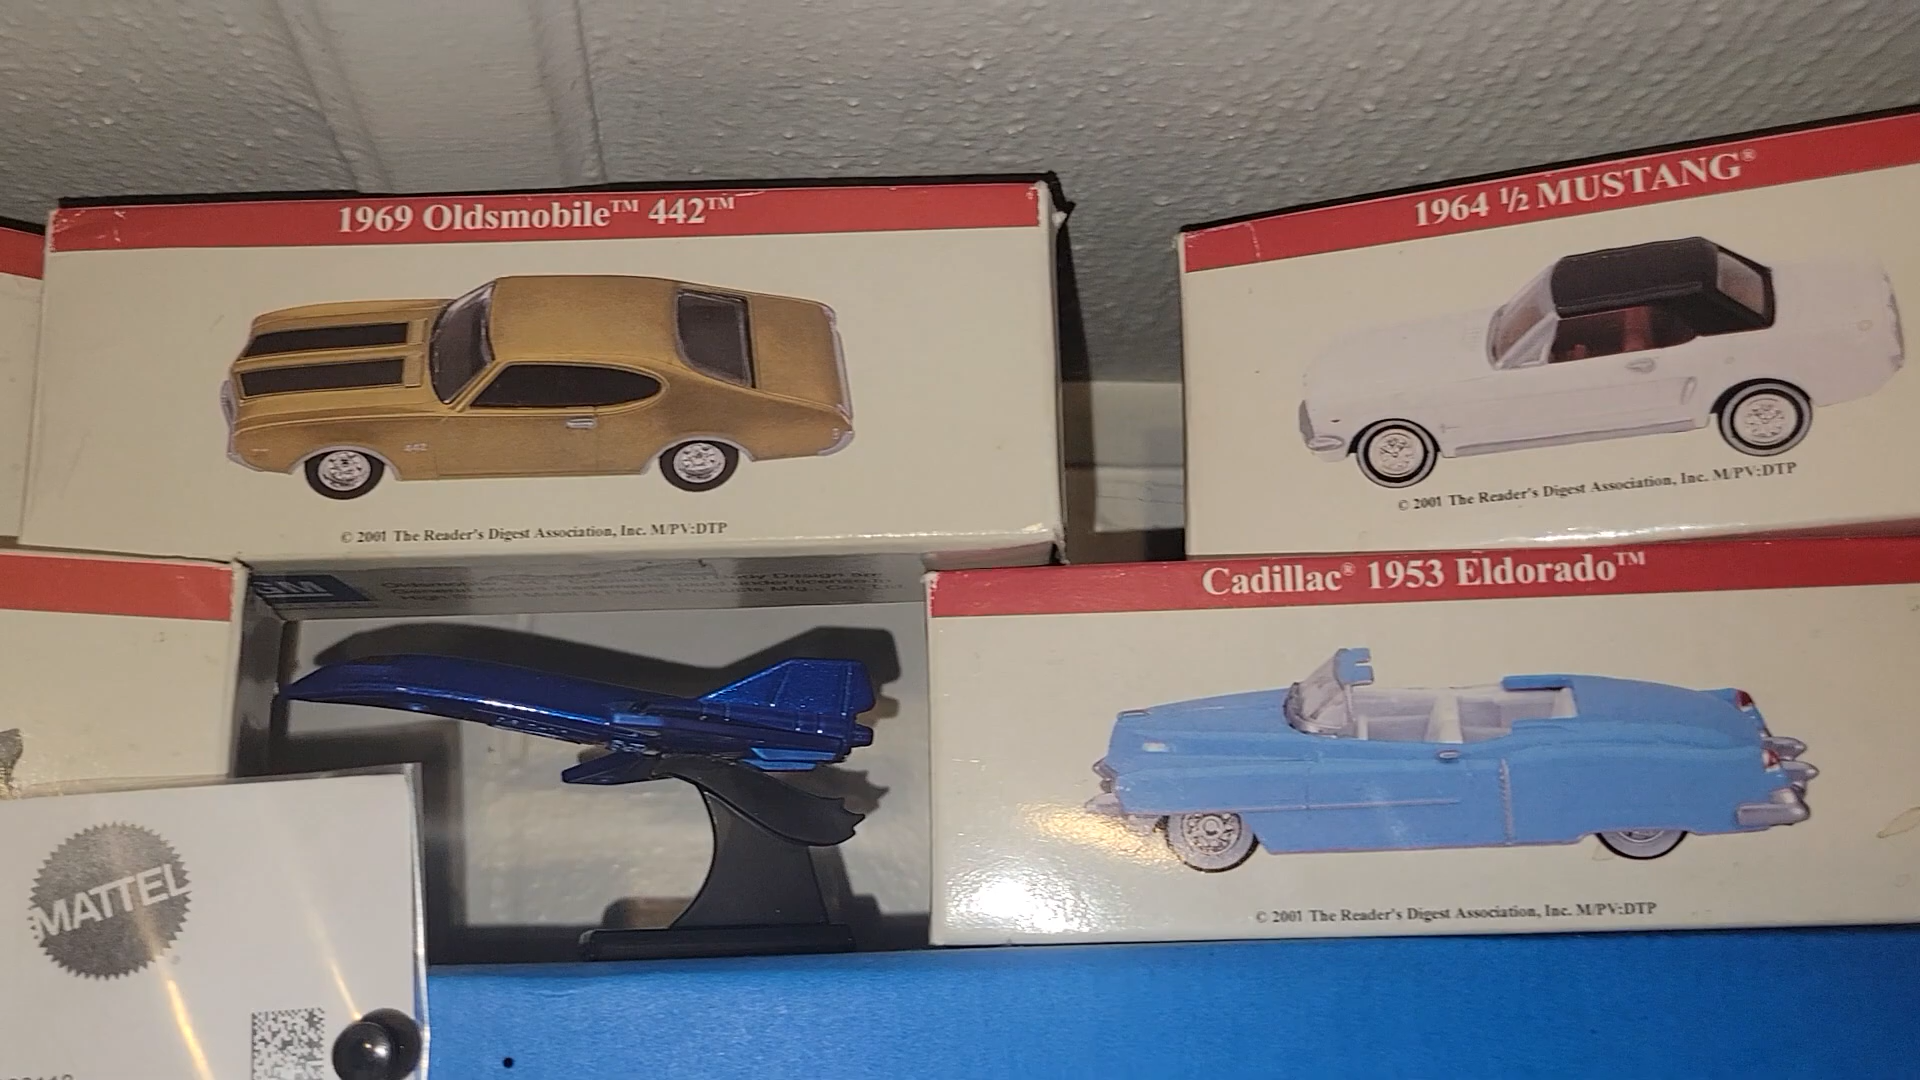 1969 Oldsmobile™ 442™
© 2001 The Reader's Digest Association, Inc. M/PV:DTP
1964 ½ MUSTANG®
© 2001 The Reader's Digest Association, Inc. M/PV:DTP
GM
Cadillac® 1953 Eldorado™
© 2001 The Reader's Digest Association, Inc. M/PV:DTP
MATTEL